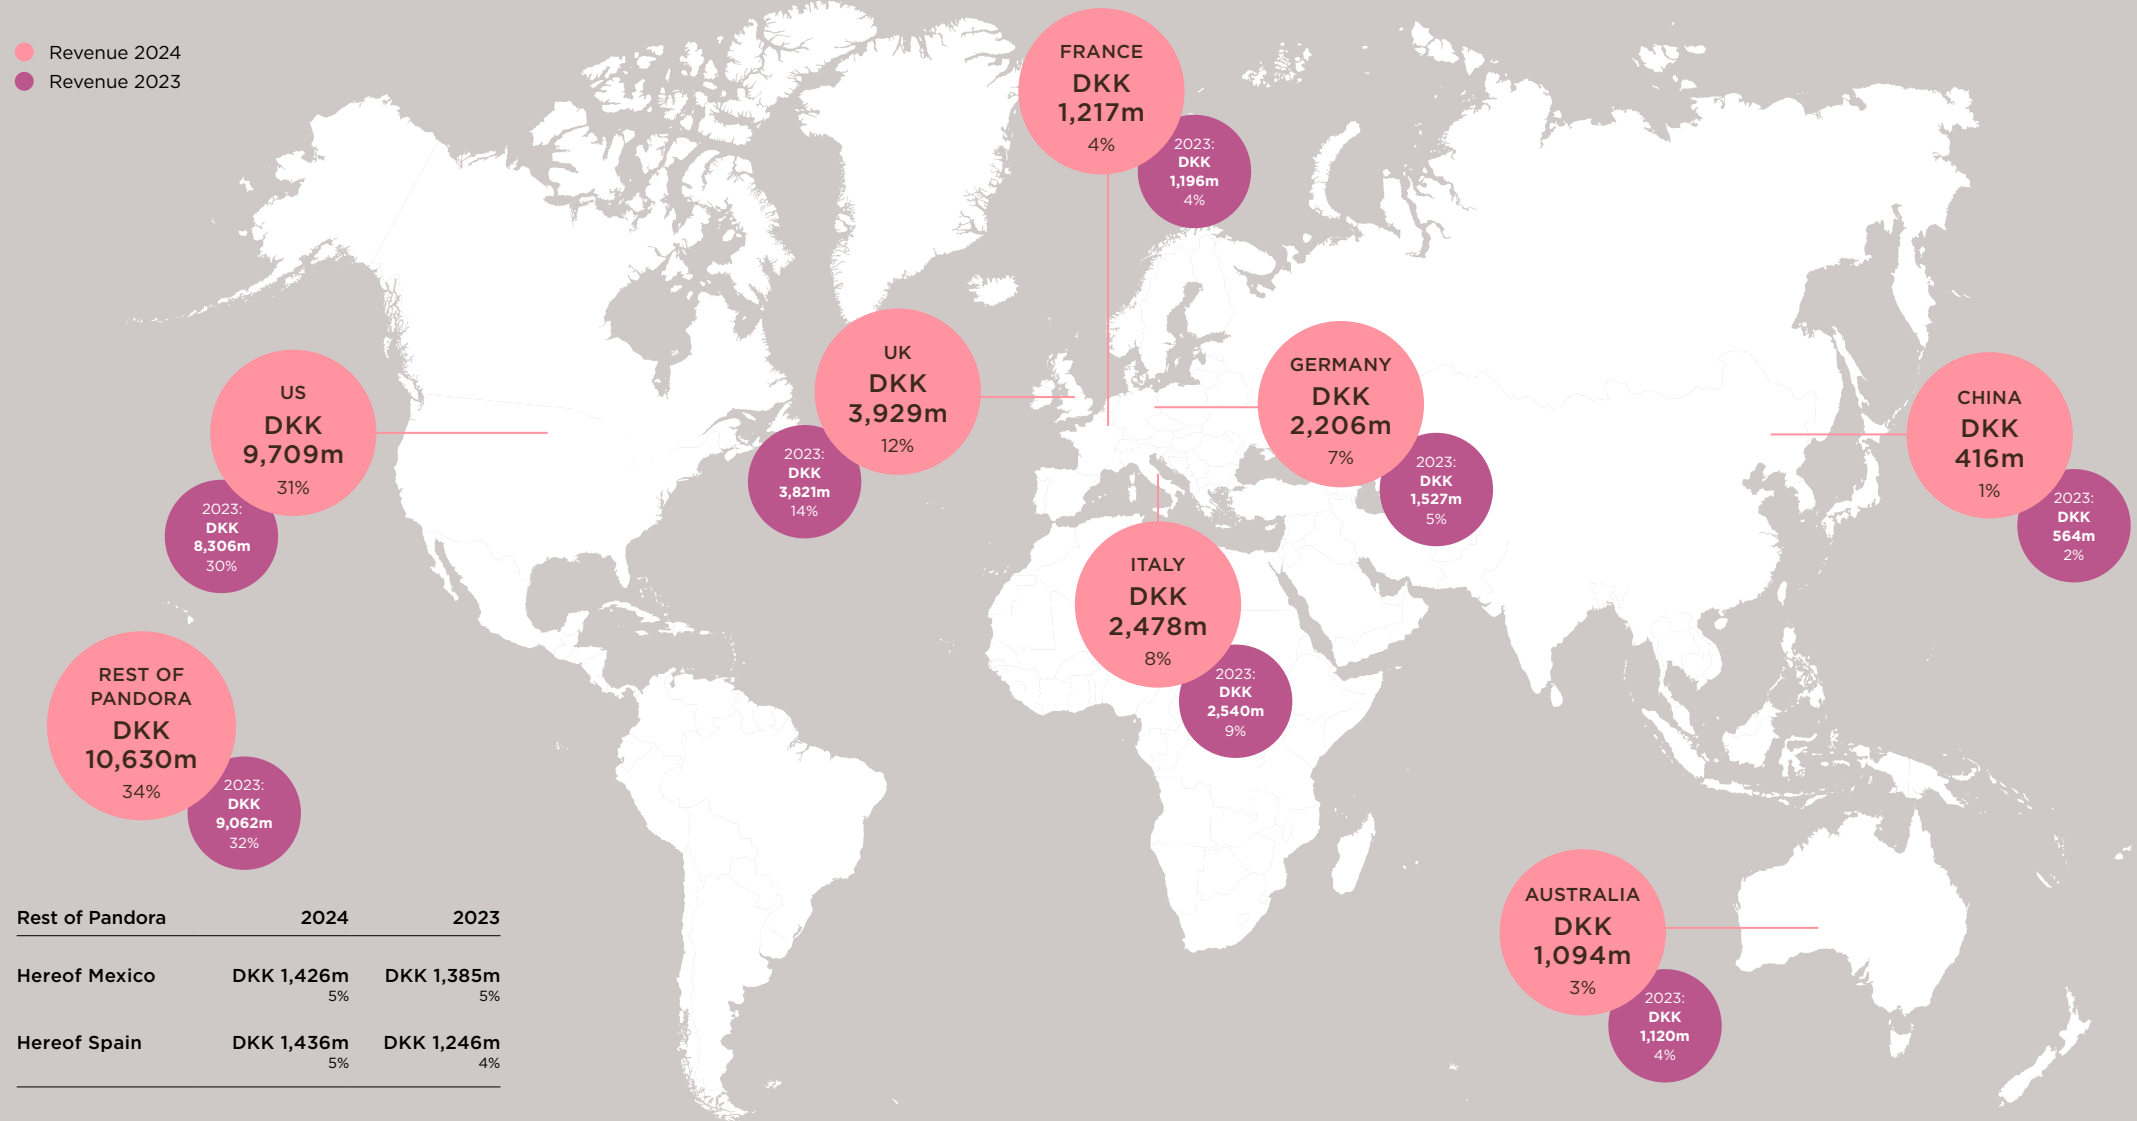 Revenue 2024
Revenue 2023
FRANCE
DKK
1,217m
4%
2023:
DKK
1,196m
4%
UK
DKK
3,929m
12%
2023:
DKK
3,821m
14%
GERMANY
DKK
2,206m
7%
2023:
DKK
1,527m
5%
US
DKK
9,709m
31%
2023:
DKK
8,306m
30%
CHINA
DKK
416m
1%
2023:
DKK
564m
2%
ITALY
DKK
2,478m
8%
2023:
DKK
2,540m
9%
REST OF
PANDORA
DKK
10,630m
34%
2023:
DKK
9,062m
32%
AUSTRALIA
DKK
1,094m
3%
2023:
DKK
1,120m
4%
Rest of Pandora 2024 2023
Hereof Mexico DKK 1,426m DKK 1,385m
5% 5%
Hereof Spain DKK 1,436m DKK 1,246m
5% 4%